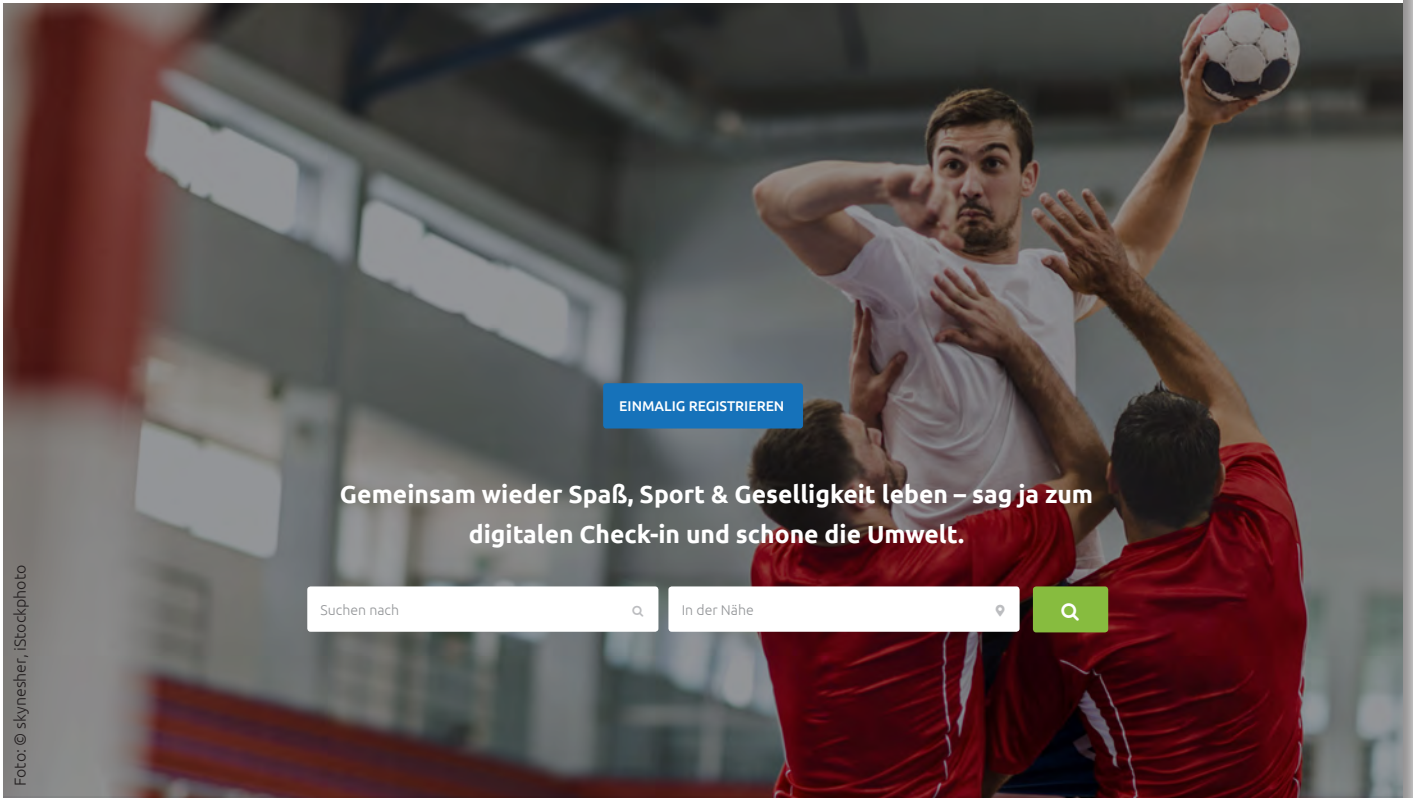 EINMALIG REGISTRIEREN
Gemeinsam wieder Spaß, Sport & Geselligkeit leben – sag ja zum
digitalen Check-in und schone die Umwelt.
Suchen nach
In der Nähe
Foto: © skynesher, iStockphoto